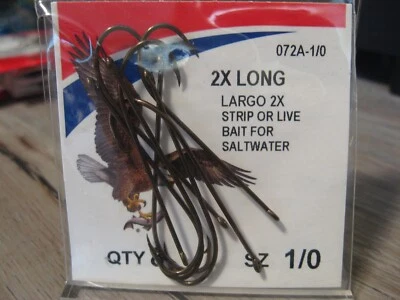 072A-1/0
2X LONG
LARGO 2X
STRIP OR LIVE
BAIT FOR
SALTWATER
QTY
SZ 1/0